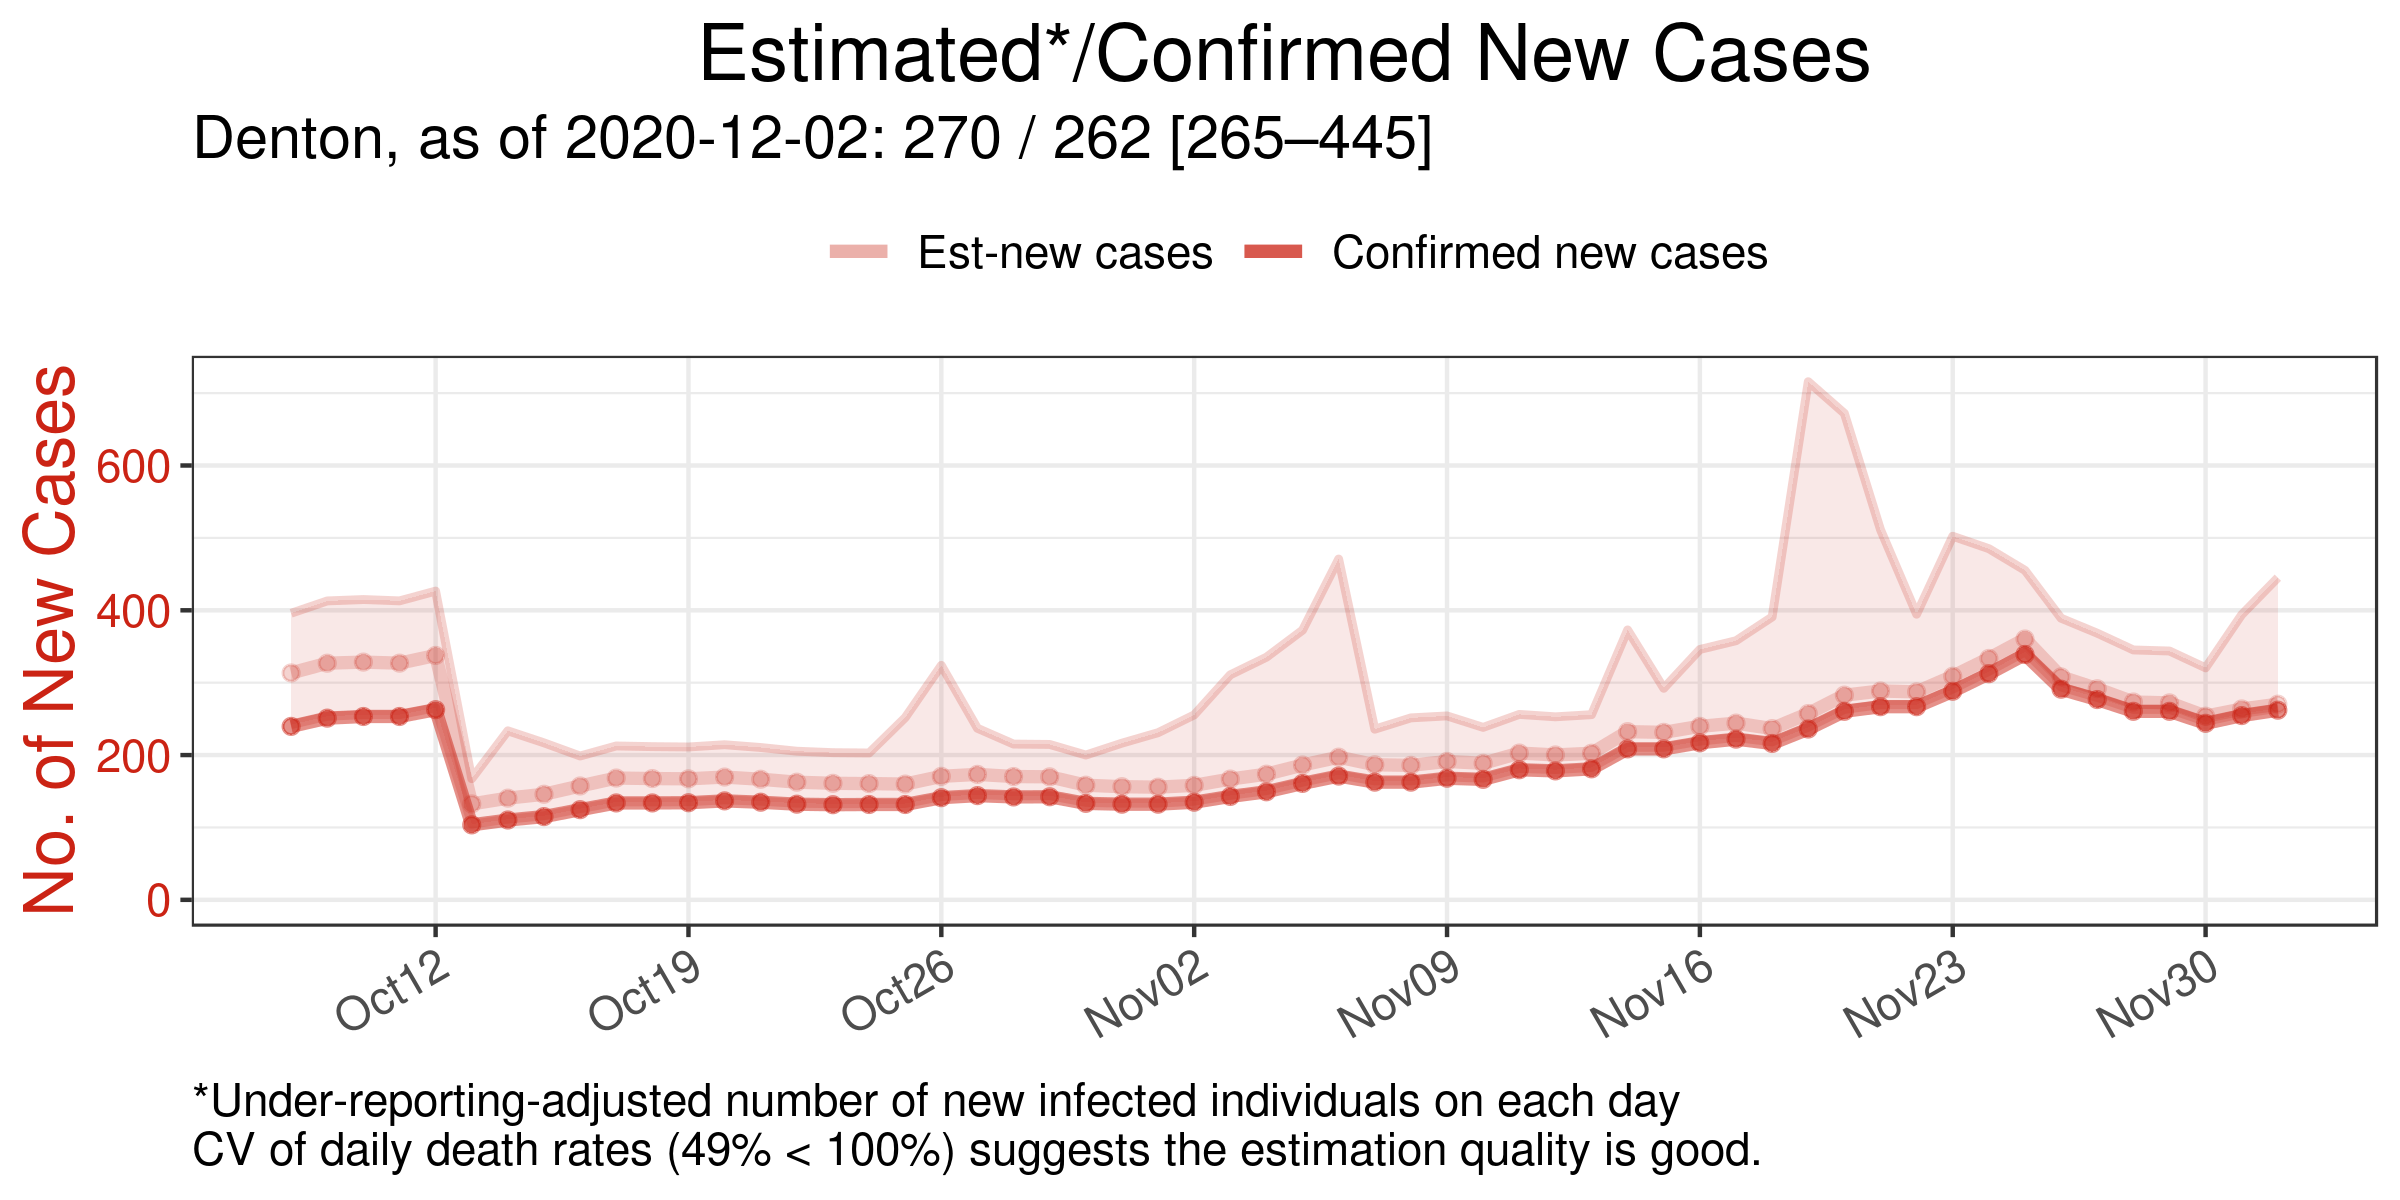 Estimated*/Confirmed New Cases
Denton, as of 2020-12-02: 270 / 262 [265–445]
Est-new cases
Confirmed new cases
No. of New Cases
600
400
200
0
Oct12
Oct19
Oct26
Nov02
Nov09
Nov16
Nov23
Nov30
*Under-reporting-adjusted number of new infected individuals on each day
CV of daily death rates (49% < 100%) suggests the estimation quality is good.